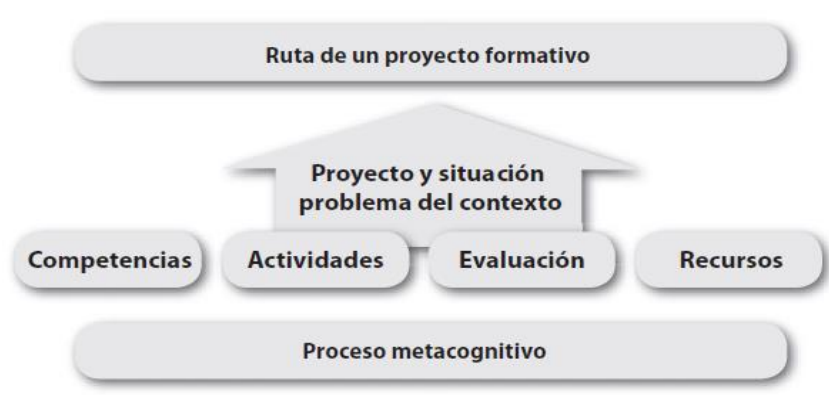 Ruta de un proyecto formativo
Proyecto y situación
problema del contexto
Competencias
Actividades
Evaluación
Recursos
Proceso metacognitivo